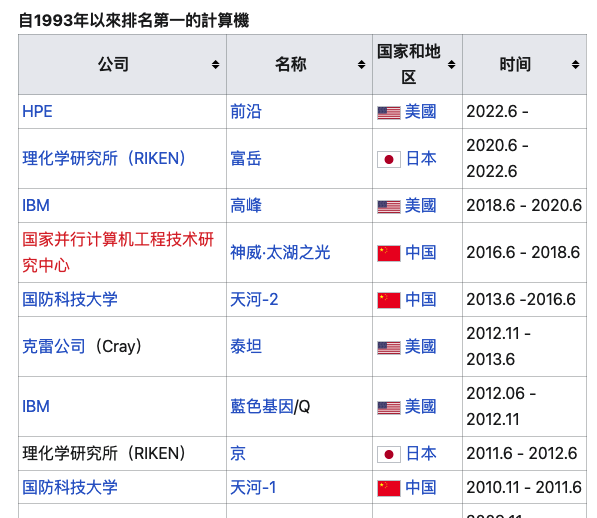 自1993年以來排名第一的計算機
公司 名称 国家和地区 时间
HPE 前沿 美國 2022.6 -
理化学研究所（RIKEN） 富岳 日本 2020.6 - 2022.6
IBM 高峰 美國 2018.6 - 2020.6
国家并行计算机工程技术研究中心 神威·太湖之光 中国 2016.6 - 2018.6
国防科技大学 天河-2 中国 2013.6 -2016.6
克雷公司（Cray） 泰坦 美國 2012.11 - 2013.6
IBM 藍色基因/Q 美國 2012.06 - 2012.11
理化学研究所（RIKEN） 京 日本 2011.6 - 2012.6
国防科技大学 天河-1 中国 2010.11 - 2011.6